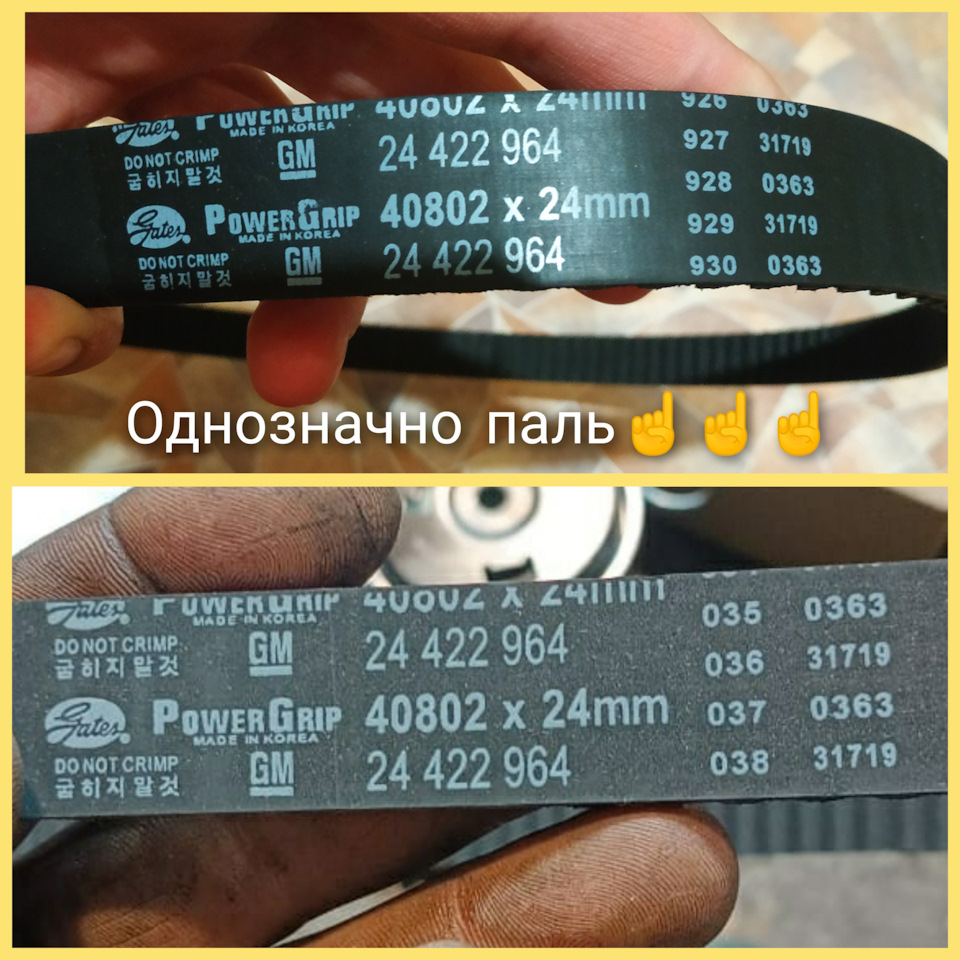 Gates. POWERGRIP 40802 x 24mm 926 0363
MADE IN KOREA
DO NOT CRIMP GM 24 422 964 927 31719
굽히지말것 928 0363
Gates. POWERGRIP 40802 x 24mm 929 31719
MADE IN KOREA
DO NOT CRIMP GM 24 422 964 930 0363
굽히지말것
Однозначно паль☝☝☝
Gates. POWERGRIP 40802 x 24mm 035 0363
MADE IN KOREA
DO NOT CRIMP GM 24 422 964 036 31719
굽히지말것
Gates. POWERGRIP 40802 x 24mm 037 0363
MADE IN KOREA
DO NOT CRIMP GM 24 422 964 038 31719
굽히지말것